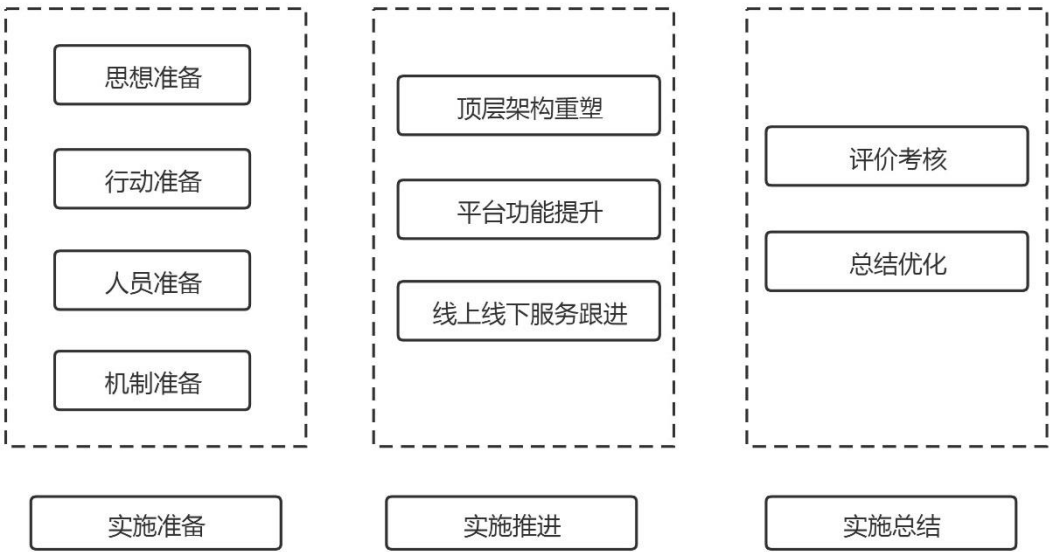 思想准备
行动准备
人员准备
机制准备
实施准备
顶层架构重塑
平台功能提升
线上线下服务跟进
实施推进
评价考核
总结优化
实施总结